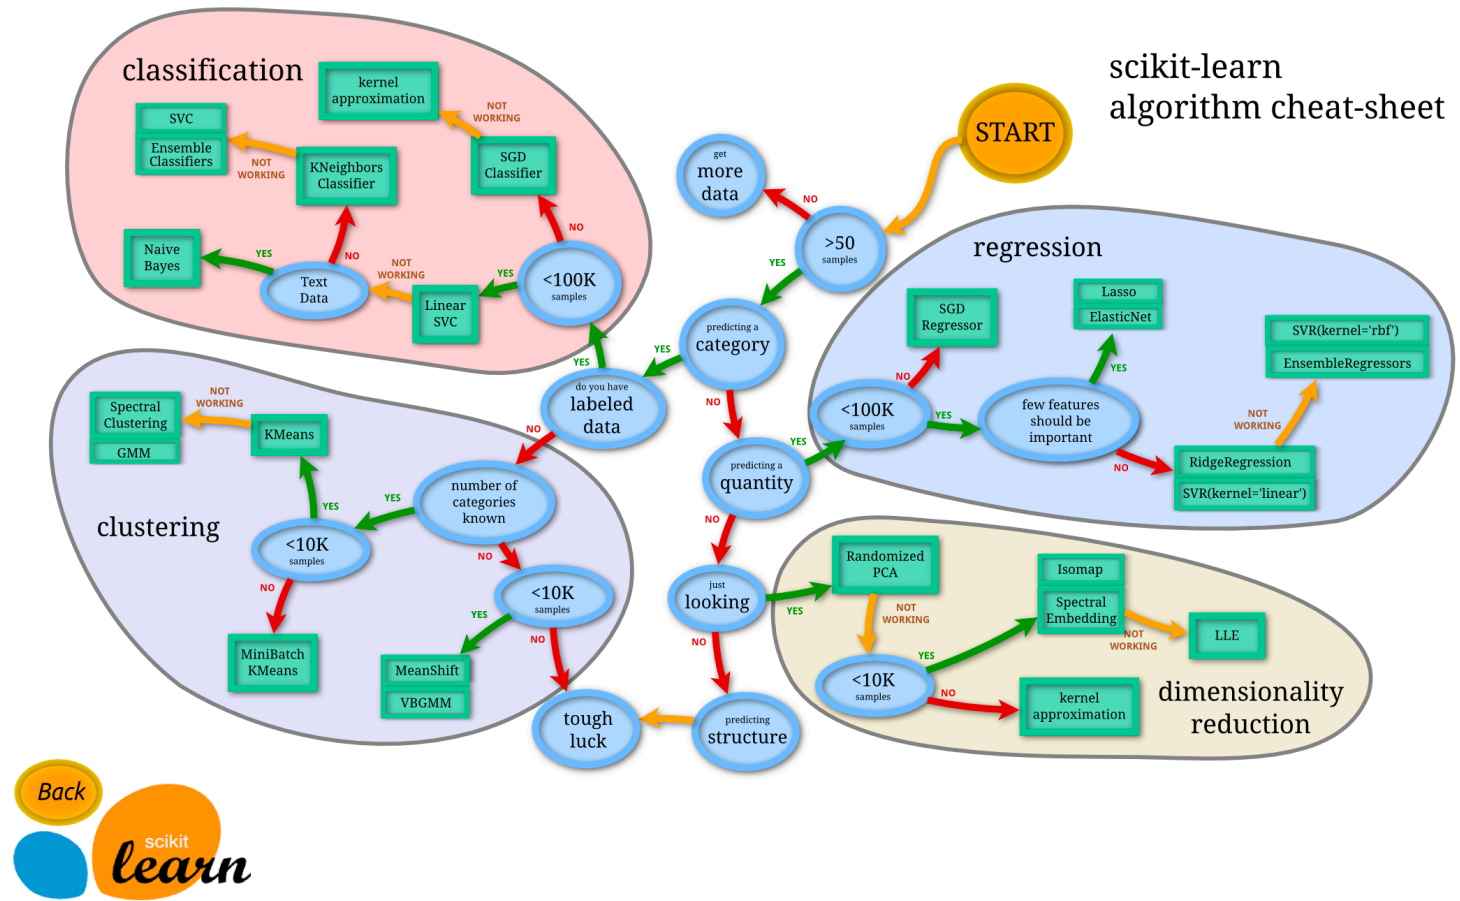 scikit-learn
algorithm cheat-sheet
START
classification
kernel
approximation
NOT
WORKING
SVC
Ensemble
Classifiers
NOT
WORKING
KNeighbors
Classifier
SGD
Classifier
NO
Naive
Bayes
YES
NO
Text
Data
NOT
WORKING
Linear
SVC
YES
<100K
samples
YES
get
more
data
NO
>50
samples
YES
predicting a
category
YES
do you have
labeled
data
NO
NO
predicting a
quantity
YES
NO
just
looking
YES
NO
predicting
structure
tough
luck
regression
SGD
Regressor
Lasso
ElasticNet
SVR(kernel='rbf')
EnsembleRegressors
NO
YES
<100K
samples
YES
few features
should be
important
NOT
WORKING
NO
RidgeRegression
SVR(kernel='linear')
clustering
Spectral
Clustering
GMM
NOT
WORKING
KMeans
YES
number of
categories
known
YES
<10K
samples
NO
NO
<10K
samples
YES
NO
MiniBatch
KMeans
MeanShift
VBGMM
Randomized
PCA
NOT
WORKING
Isomap
Spectral
Embedding
NOT
WORKING
LLE
YES
<10K
samples
NO
kernel
approximation
dimensionality
reduction
Back
scikit
learn